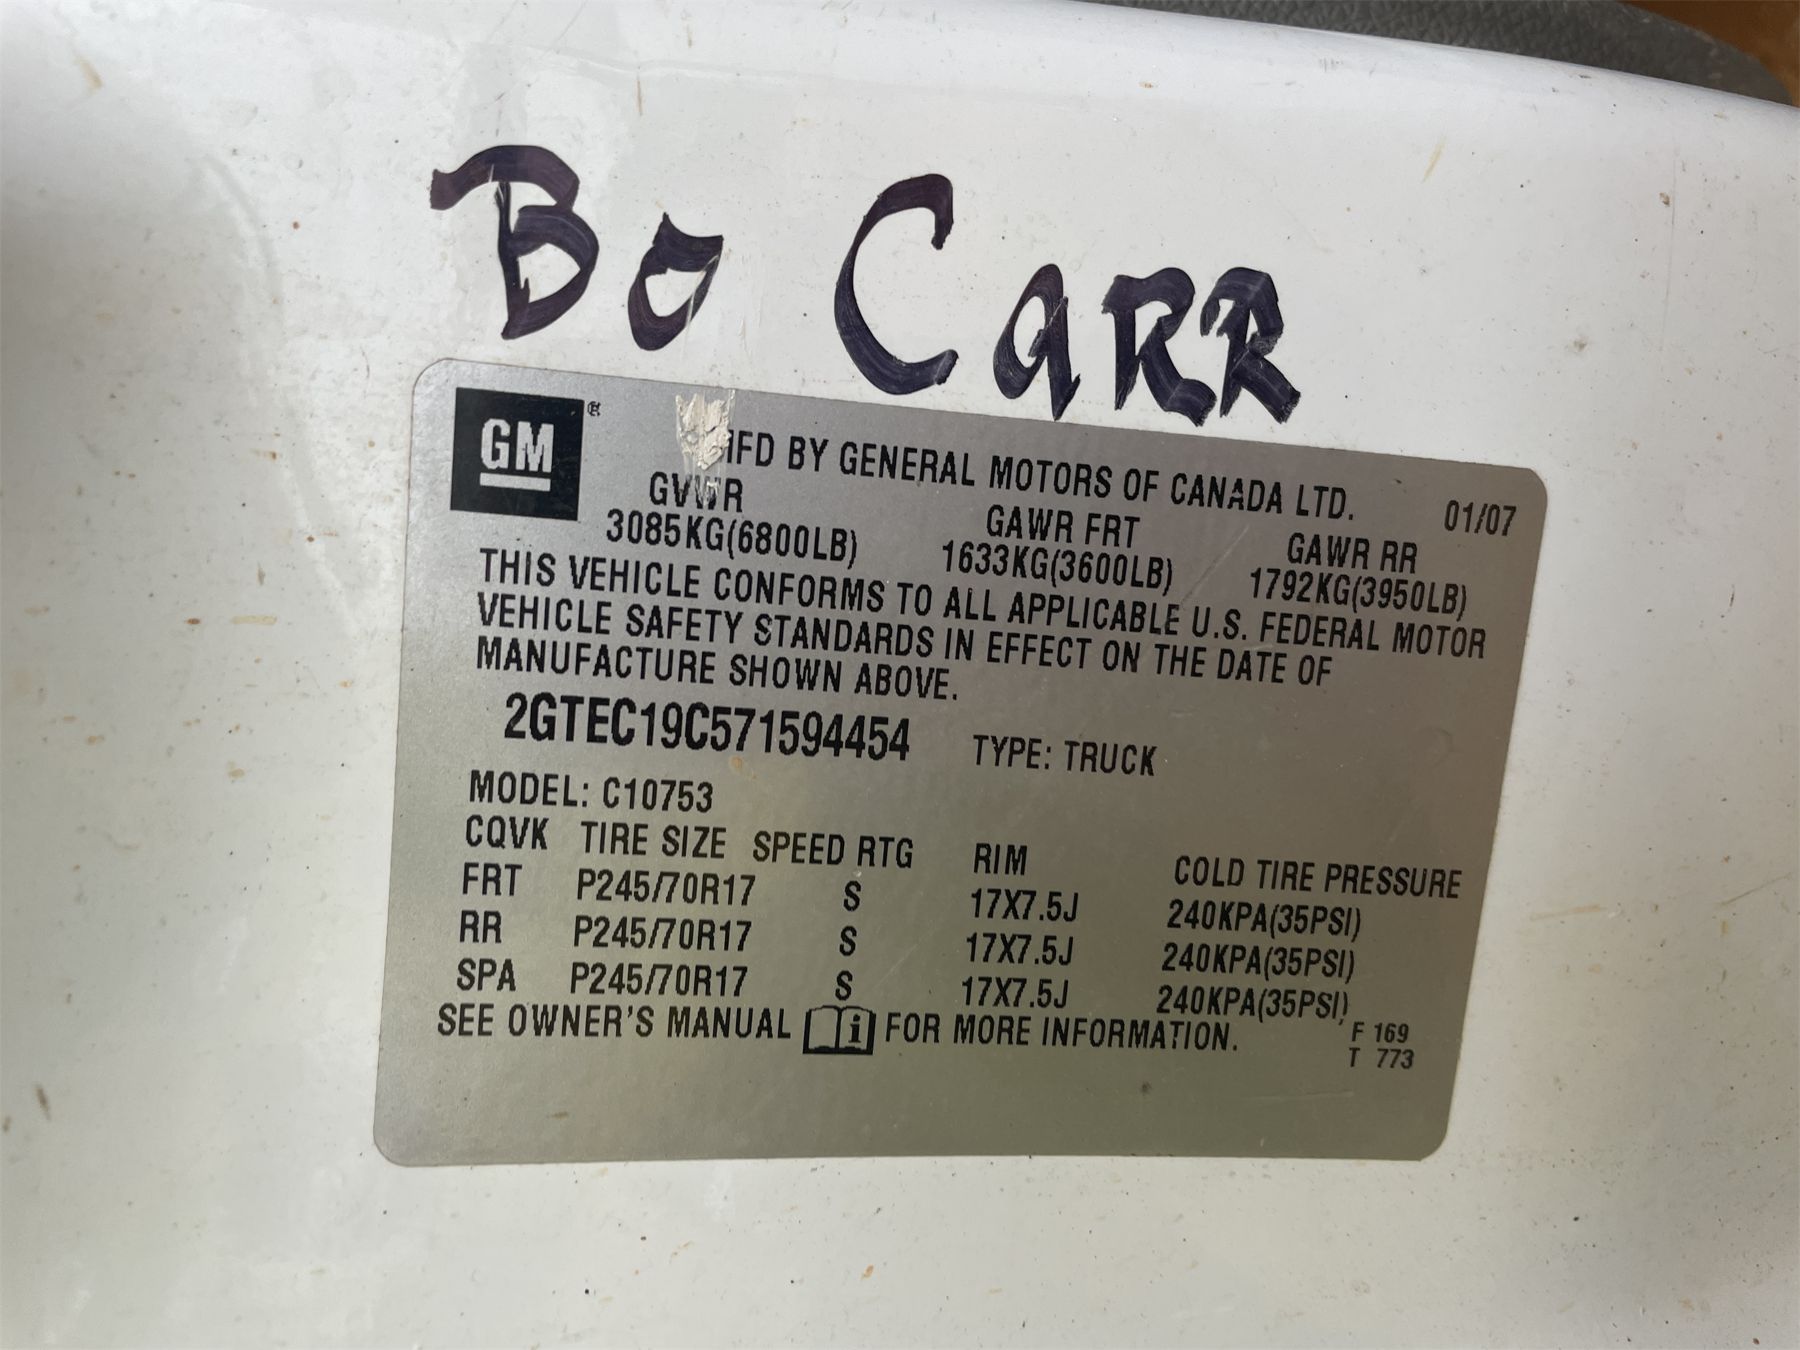 Bo CaRR
GM
MFD BY GENERAL MOTORS OF CANADA LTD. 01/07
GVWR GAWR FRT GAWR RR
3085KG(6800LB) 1633KG(3600LB) 1792KG(3950LB)
THIS VEHICLE CONFORMS TO ALL APPLICABLE U.S. FEDERAL MOTOR
VEHICLE SAFETY STANDARDS IN EFFECT ON THE DATE OF
MANUFACTURE SHOWN ABOVE.
2GTEC19C571594454 TYPE: TRUCK
MODEL: C10753
CQVK TIRE SIZE SPEED RTG RIM COLD TIRE PRESSURE
FRT P245/70R17 S 17X7.5J 240KPA(35PSI)
RR P245/70R17 S 17X7.5J 240KPA(35PSI)
SPA P245/70R17 S 17X7.5J 240KPA(35PSI)
SEE OWNER'S MANUAL i FOR MORE INFORMATION.
F 169
T 773